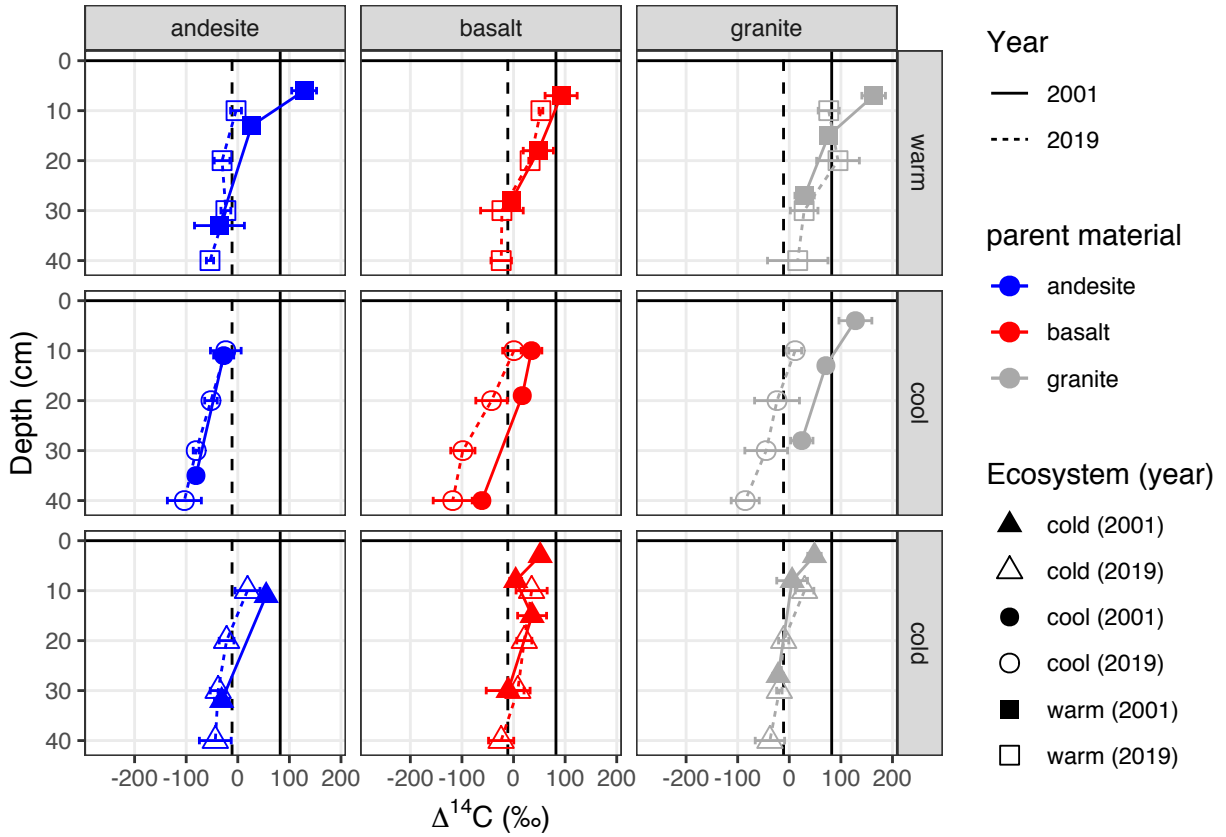 andesite
basalt
granite
0
10
20
30
40
warm
0
10
20
30
40
cool
0
10
20
30
40
cold
-200 -100 0 100 200
-200 -100 0 100 200
-200 -100 0 100 200
Depth (cm)
Δ¹⁴C (‰)
Year
2001
2019
parent material
andesite
basalt
granite
Ecosystem (year)
cold (2001)
cold (2019)
cool (2001)
cool (2019)
warm (2001)
warm (2019)